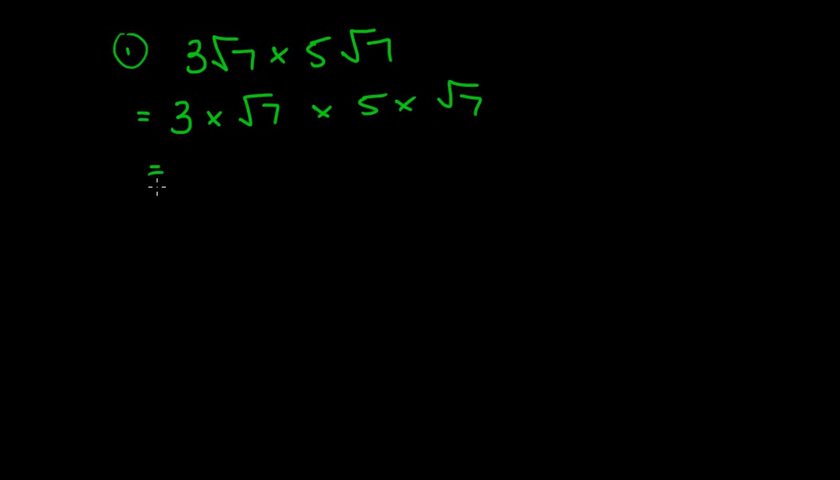 ① 3√7 × 5√7
= 3 × √7 × 5 × √7
=